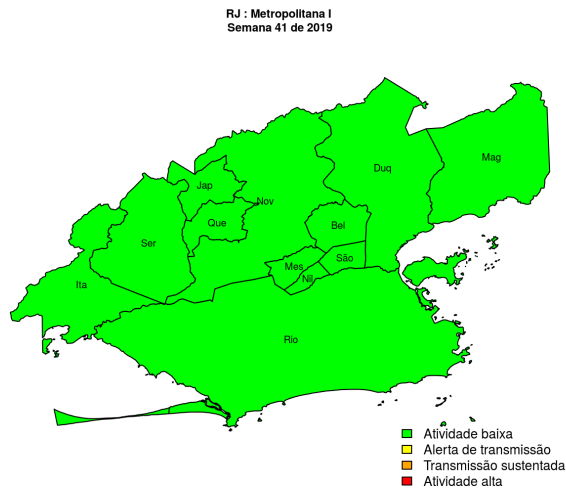 RJ : Metropolitana I
Semana 41 de 2019
Mag
Duq
Jap
Nov
Que
Bel
Ser
São
Mes
Nil
Ita
Rio
Atividade baixa
Alerta de transmissão
Transmissão sustentada
Atividade alta